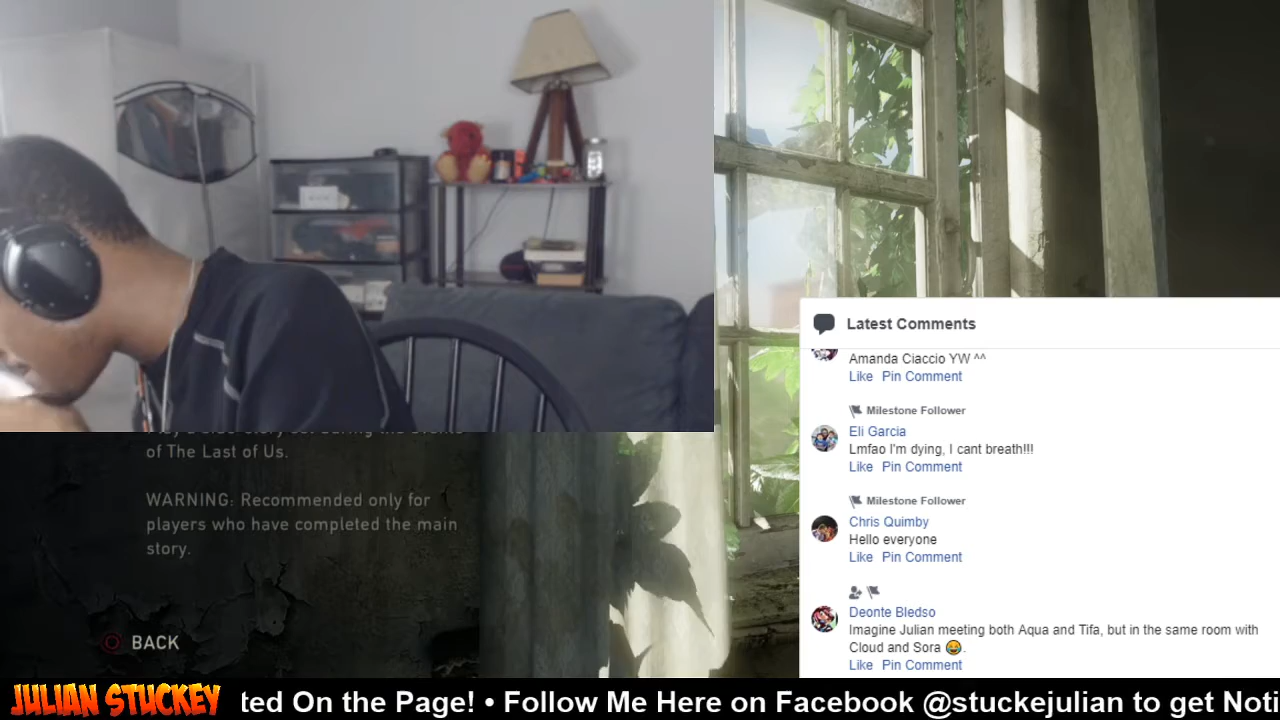 of The Last of Us.
WARNING: Recommended only for
players who have completed the main
story.
BACK
Latest Comments
Amanda Ciaccio YW ^^
Like Pin Comment
Milestone Follower
Eli Garcia
Lmfao I'm dying, I cant breath!!!
Like Pin Comment
Milestone Follower
Chris Quimby
Hello everyone
Like Pin Comment
Deonte Bledso
Imagine Julian meeting both Aqua and Tifa, but in the same room with
Cloud and Sora 😂.
Like Pin Comment
JULIAN STUCKEY ted On the Page! • Follow Me Here on Facebook @stuckejulian to get Noti